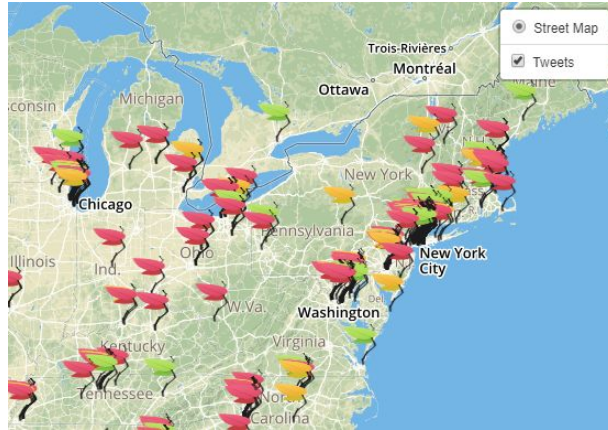 Street Map
Tweets
Trois-Rivières
Montréal
Ottawa
Maine
Michigan
N.H.
New York
Chicago
Pennsylvania
New York
City
Illinois
Ind.
Ohio
Washington
Del.
W.Va.
Virginia
Kentucky
Tennessee
North
Carolina